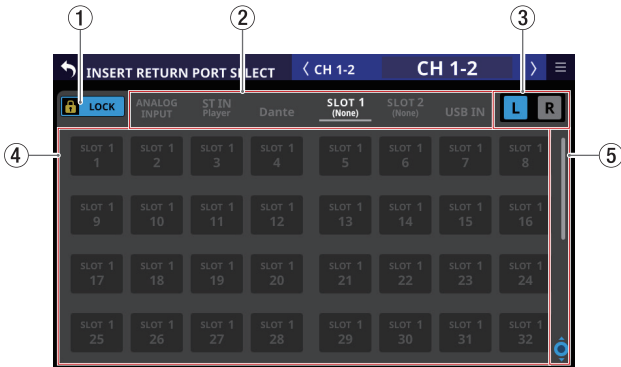 ① ② ③
INSERT RETURN PORT SELECT 〈 CH 1-2 CH 1-2 〉
LOCK ANALOG INPUT ST IN Player Dante SLOT 1 (None) SLOT 2 (None) USB IN L R
④ ⑤
SLOT 1 SLOT 1 SLOT 1 SLOT 1 SLOT 1 SLOT 1 SLOT 1 SLOT 1
1 2 3 4 5 6 7 8
SLOT 1 SLOT 1 SLOT 1 SLOT 1 SLOT 1 SLOT 1 SLOT 1 SLOT 1
9 10 11 12 13 14 15 16
SLOT 1 SLOT 1 SLOT 1 SLOT 1 SLOT 1 SLOT 1 SLOT 1 SLOT 1
17 18 19 20 21 22 23 24
SLOT 1 SLOT 1 SLOT 1 SLOT 1 SLOT 1 SLOT 1 SLOT 1 SLOT 1
25 26 27 28 29 30 31 32